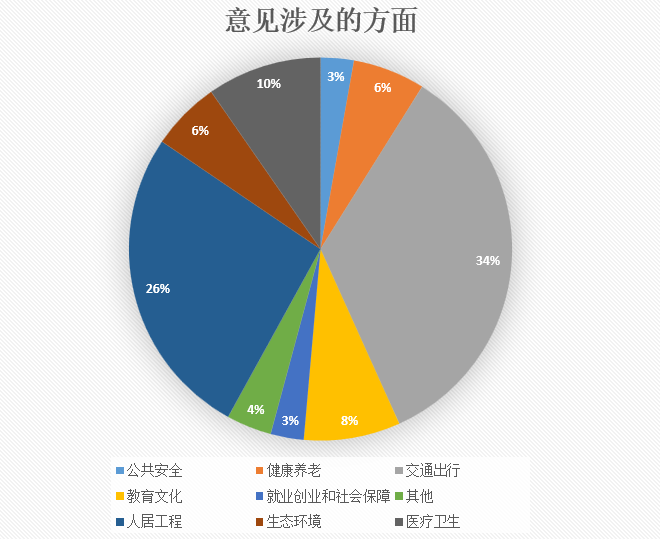 意见涉及的方面
3%
6%
34%
8%
3%
4%
26%
6%
10%
公共安全 健康养老 交通出行
教育文化 就业创业和社会保障 其他
人居工程 生态环境 医疗卫生